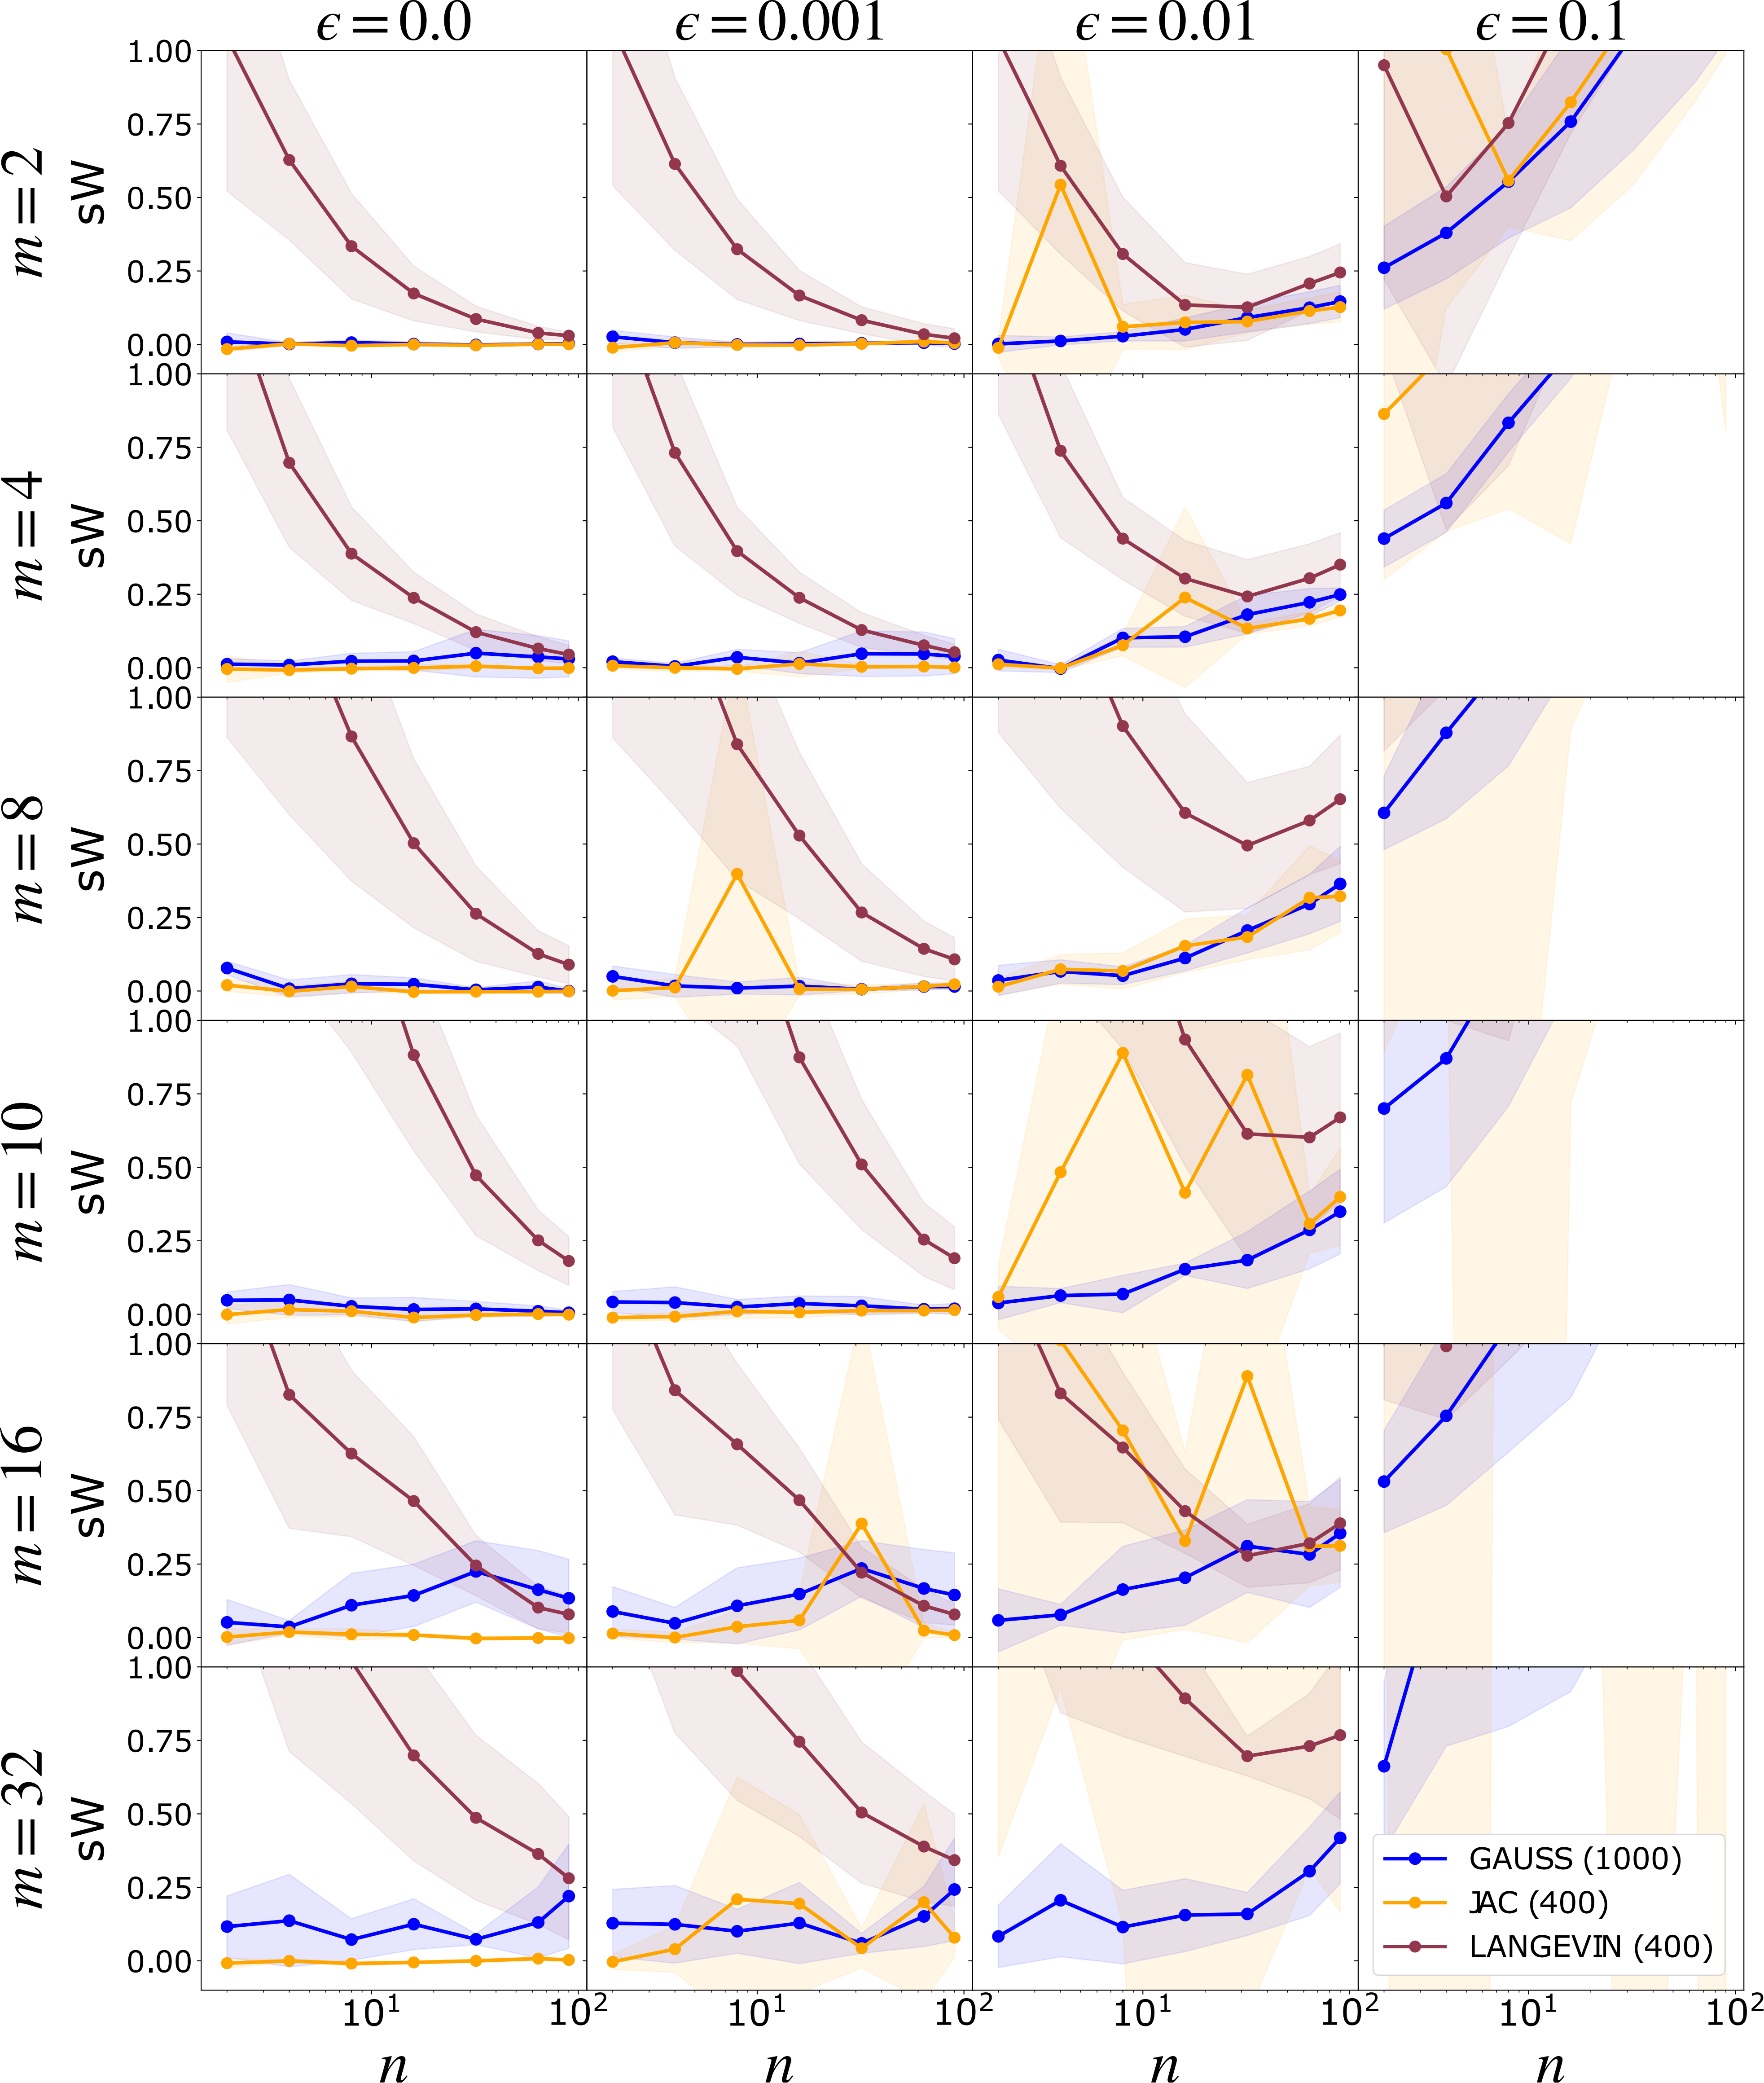 ϵ = 0.0 ϵ = 0.001 ϵ = 0.01 ϵ = 0.1
m = 2
sW
1.00
0.75
0.50
0.25
0.00
m = 4
sW
1.00
0.75
0.50
0.25
0.00
m = 8
sW
1.00
0.75
0.50
0.25
0.00
m = 10
sW
1.00
0.75
0.50
0.25
0.00
m = 16
sW
1.00
0.75
0.50
0.25
0.00
m = 32
sW
1.00
0.75
0.50
0.25
0.00
GAUSS (1000)
JAC (400)
LANGEVIN (400)
10¹ 10² 10¹ 10² 10¹ 10² 10¹ 10²
n n n n